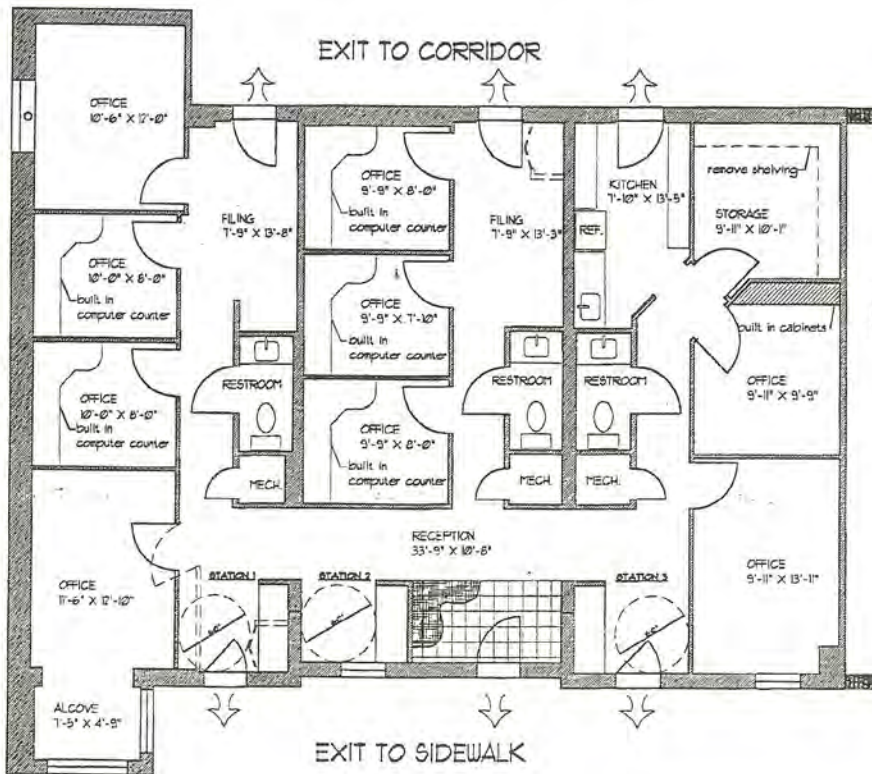 EXIT TO CORRIDOR
OFFICE
10'-6" X 12'-0"
OFFICE
9'-9" X 8'-0"
built in
computer counter
KITCHEN
7'-10" X 13'-5"
remove shelving
STORAGE
9'-11" X 10'-1"
FILING
7'-9" X 13'-8"
FILING
7'-9" X 13'-3"
REF.
OFFICE
10'-0" X 8'-0"
built in
computer counter
OFFICE
9'-9" X 7'-10"
built in
computer counter
built in cabinets
OFFICE
10'-0" X 8'-0"
built in
computer counter
RESTROOM
RESTROOM
RESTROOM
OFFICE
9'-11" X 9'-9"
OFFICE
9'-9" X 8'-0"
built in
computer counter
MECH.
MECH.
MECH.
RECEPTION
33'-9" X 10'-8"
OFFICE
11'-6" X 12'-10"
STATION 1
STATION 2
STATION 3
OFFICE
9'-11" X 13'-11"
60"
60"
60"
ALCOVE
7'-5" X 4'-9"
EXIT TO SIDEWALK